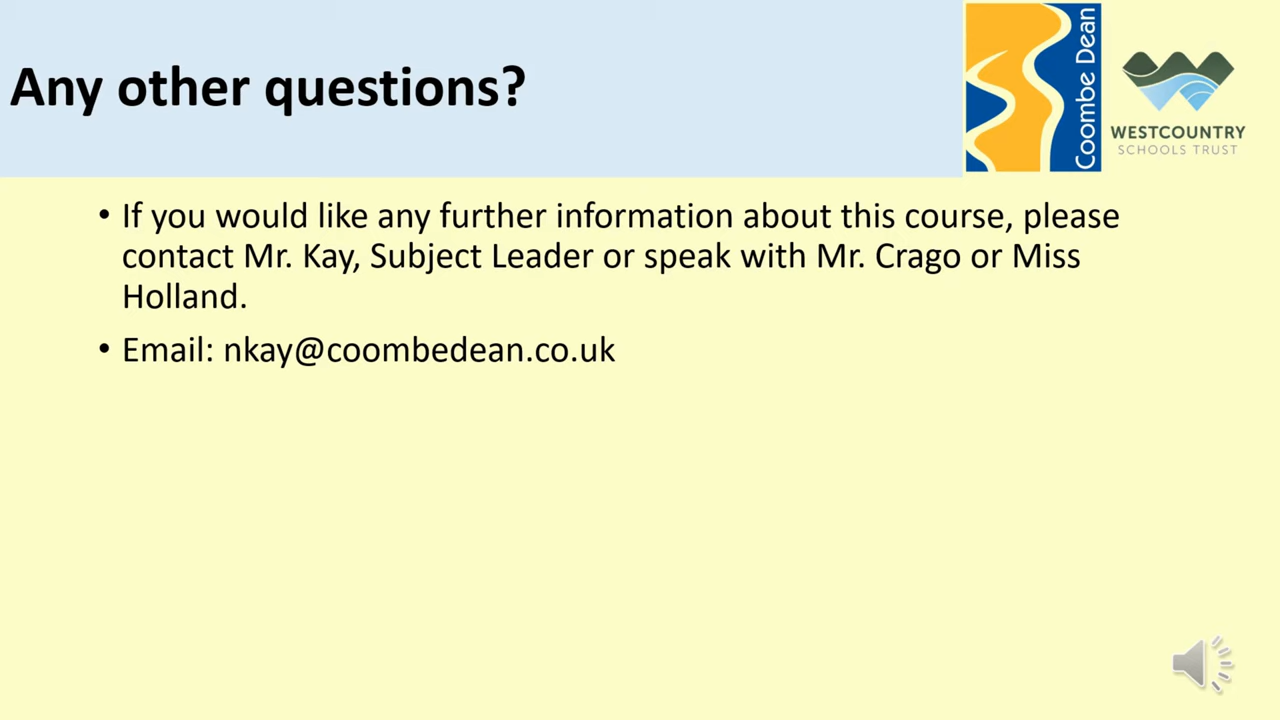 Any other questions?
Coombe Dean
WESTCOUNTRY
SCHOOLS TRUST
• If you would like any further information about this course, please
contact Mr. Kay, Subject Leader or speak with Mr. Crago or Miss
Holland.
• Email: nkay@coombedean.co.uk